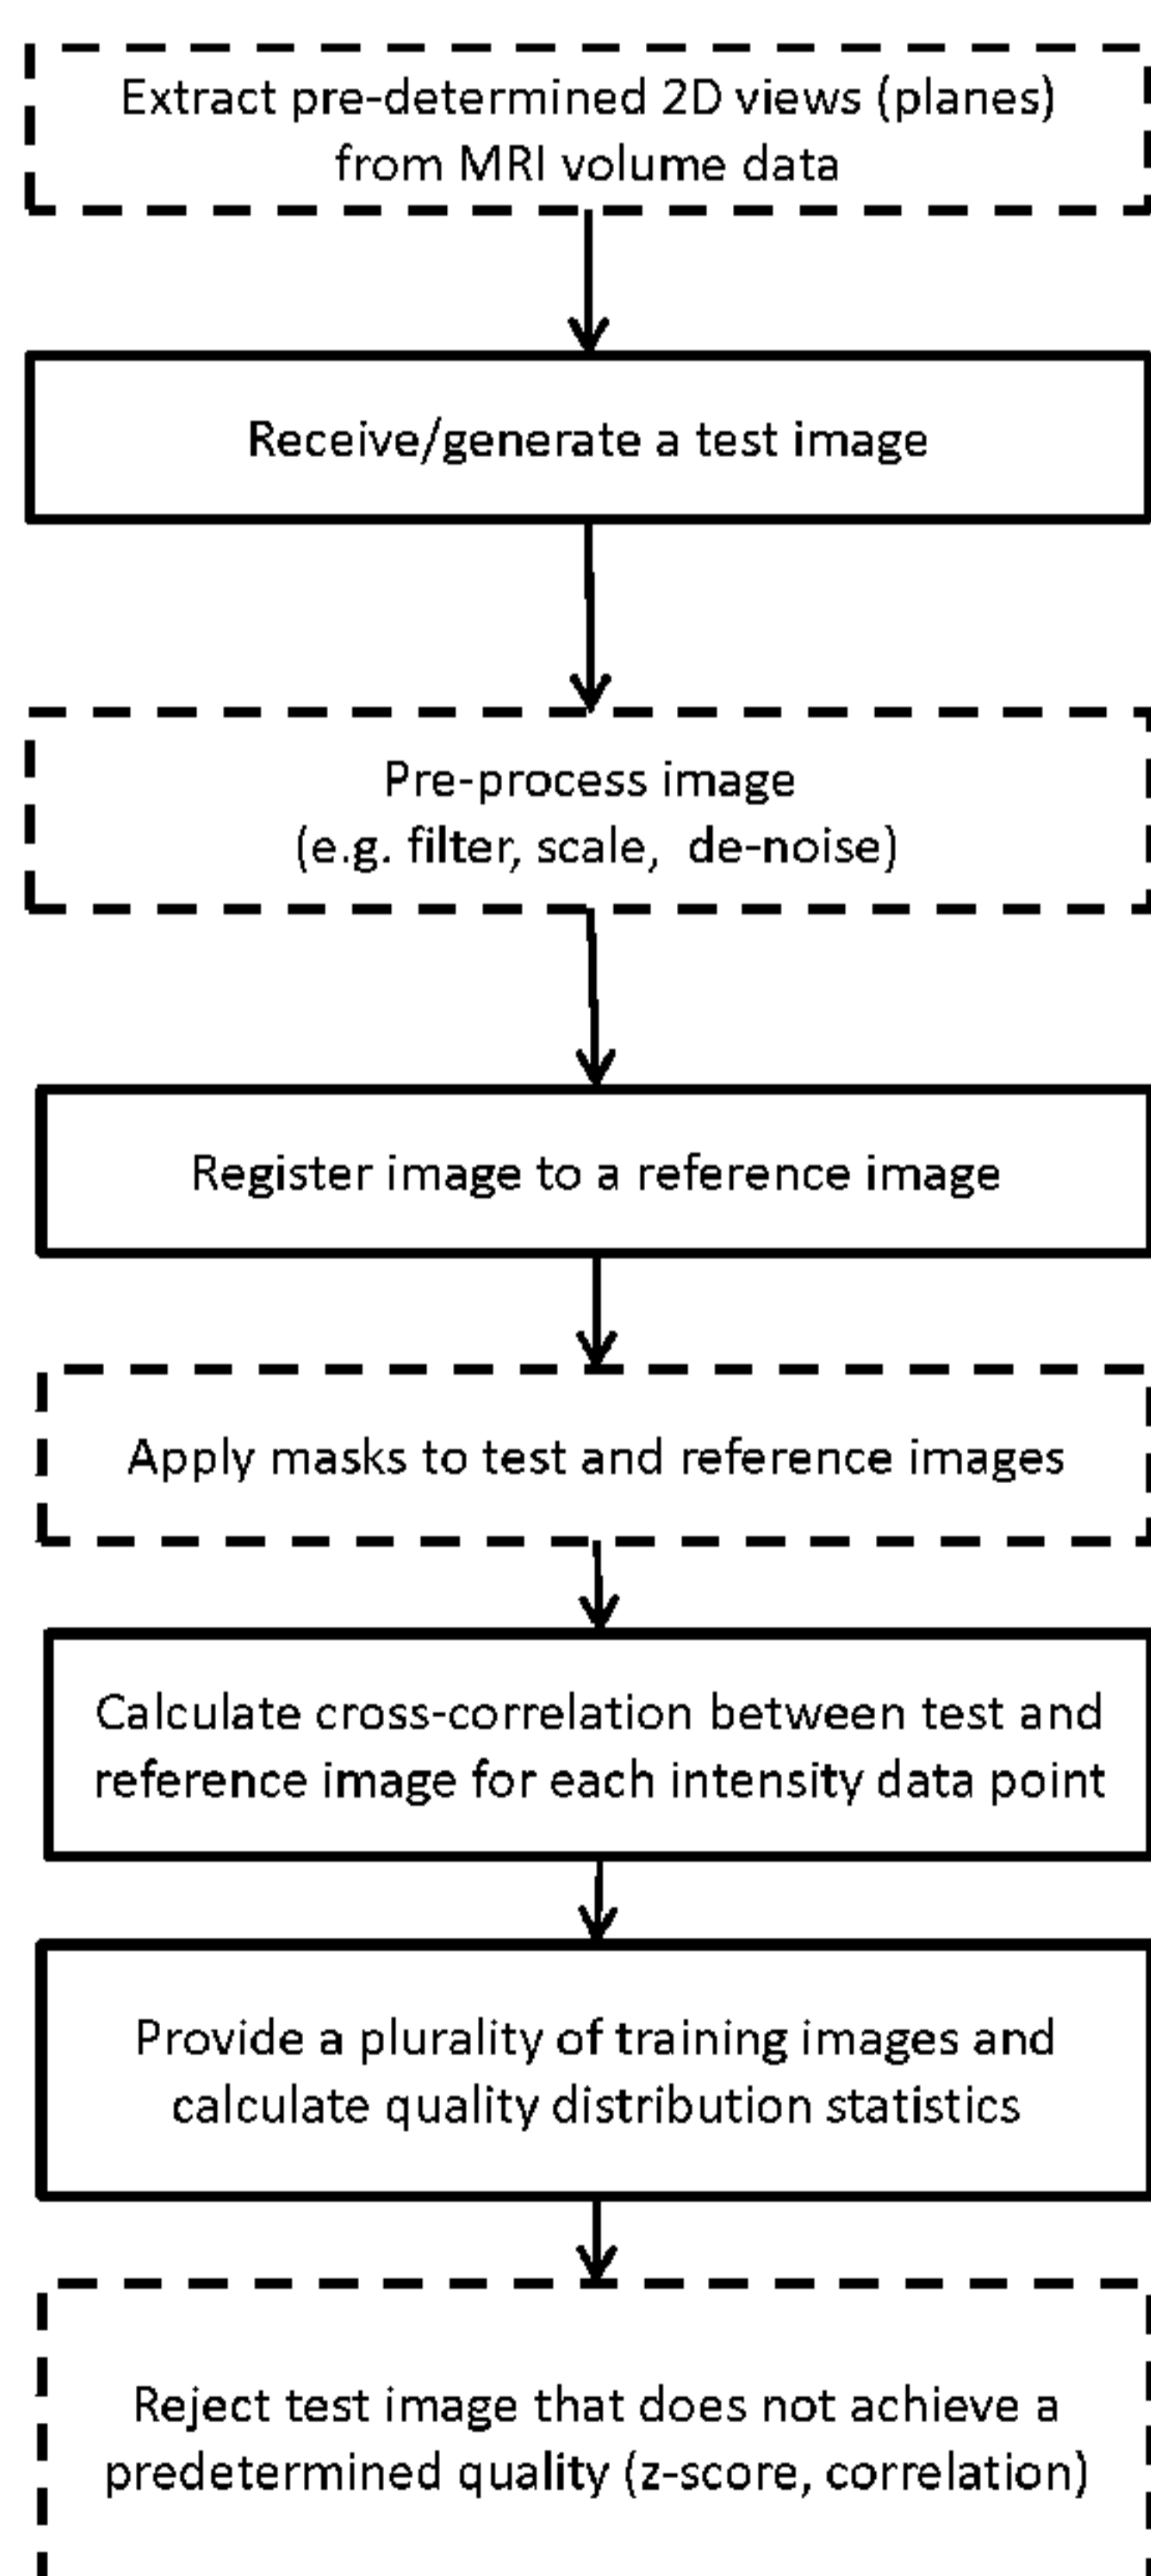 Extract pre-determined 2D views (planes)
from MRI volume data
Receive/generate a test image
Pre-process image
(e.g. filter, scale,  de-noise)
Register image to a reference image
Apply masks to test and reference images
Calculate cross-correlation between test and
reference image for each intensity data point
Provide a plurality of training images and
calculate quality distribution statistics
Reject test image that does not achieve a
predetermined quality (z-score, correlation)